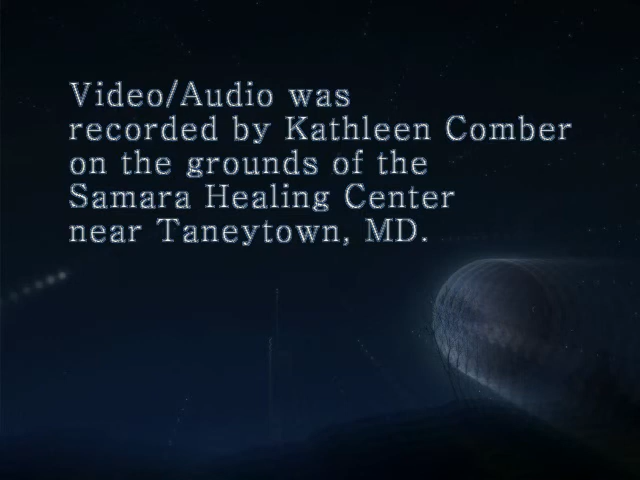 Video/Audio was
recorded by Kathleen Comber
on the grounds of the
Samara Healing Center
near Taneytown, MD.